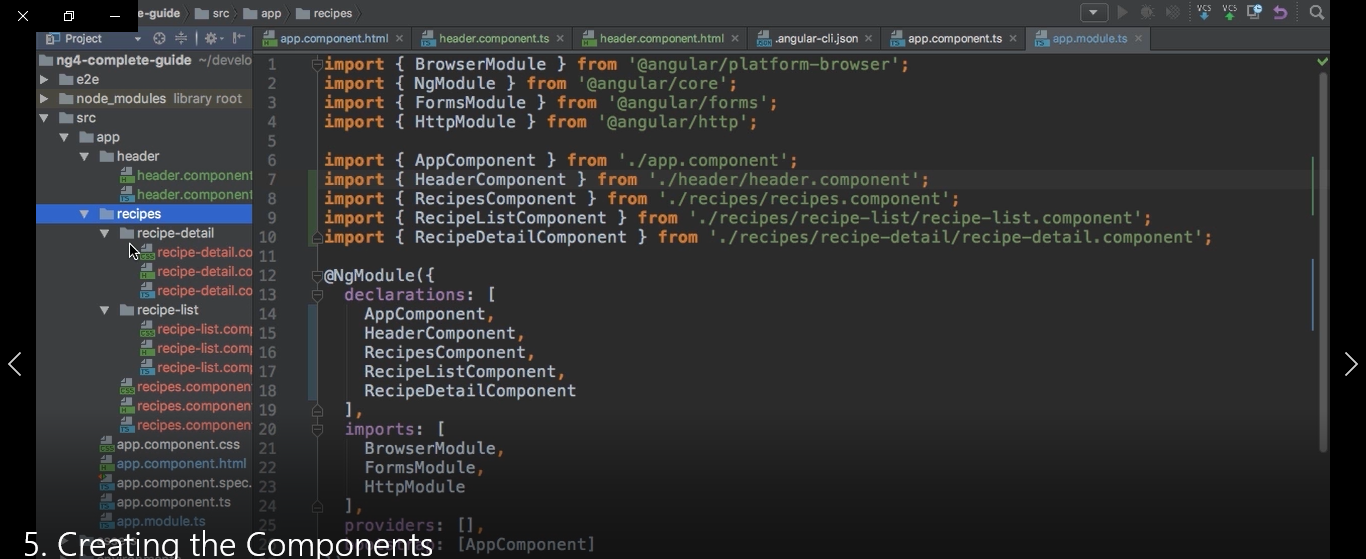 e-guide src app recipes
VCS VCS
Project
app.component.html header.component.ts header.component.html .angular-cli.json app.component.ts app.module.ts
ng4-complete-guide ~/develo
e2e
node_modules library root
src
app
header
header.component
header.component
recipes
recipe-detail
recipe-detail.co
recipe-detail.co
recipe-detail.co
recipe-list
recipe-list.comp
recipe-list.comp
recipe-list.comp
recipes.componen
recipes.componen
recipes.componen
app.component.css
app.component.html
app.component.spec.
app.component.ts
app.module.ts
1 import { BrowserModule } from '@angular/platform-browser';
2 import { NgModule } from '@angular/core';
3 import { FormsModule } from '@angular/forms';
4 import { HttpModule } from '@angular/http';
5
6 import { AppComponent } from './app.component';
7 import { HeaderComponent } from './header/header.component';
8 import { RecipesComponent } from './recipes/recipes.component';
9 import { RecipeListComponent } from './recipes/recipe-list/recipe-list.component';
10 import { RecipeDetailComponent } from './recipes/recipe-detail/recipe-detail.component';
11
12 @NgModule({
13 declarations: [
14 AppComponent,
15 HeaderComponent,
16 RecipesComponent,
17 RecipeListComponent,
18 RecipeDetailComponent
19 ],
20 imports: [
21 BrowserModule,
22 FormsModule,
23 HttpModule
24 ],
25 providers: [],
[AppComponent]
5. Creating the Components